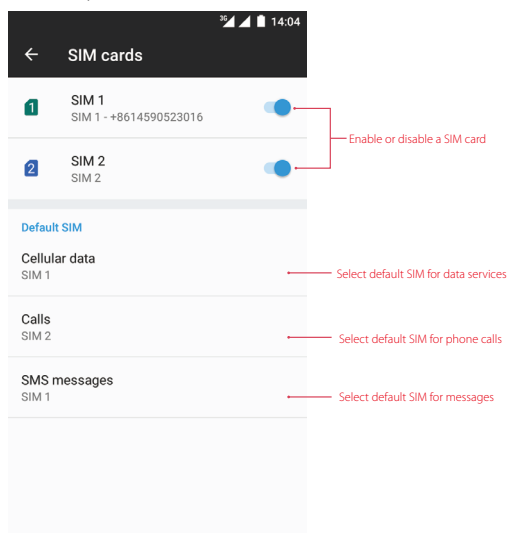 3G 14:04
SIM cards
1 SIM 1
SIM 1 - +8614590523016
Enable or disable a SIM card
2 SIM 2
SIM 2
Default SIM
Cellular data
SIM 1
Select default SIM for data services
Calls
SIM 2
Select default SIM for phone calls
SMS messages
SIM 1
Select default SIM for messages